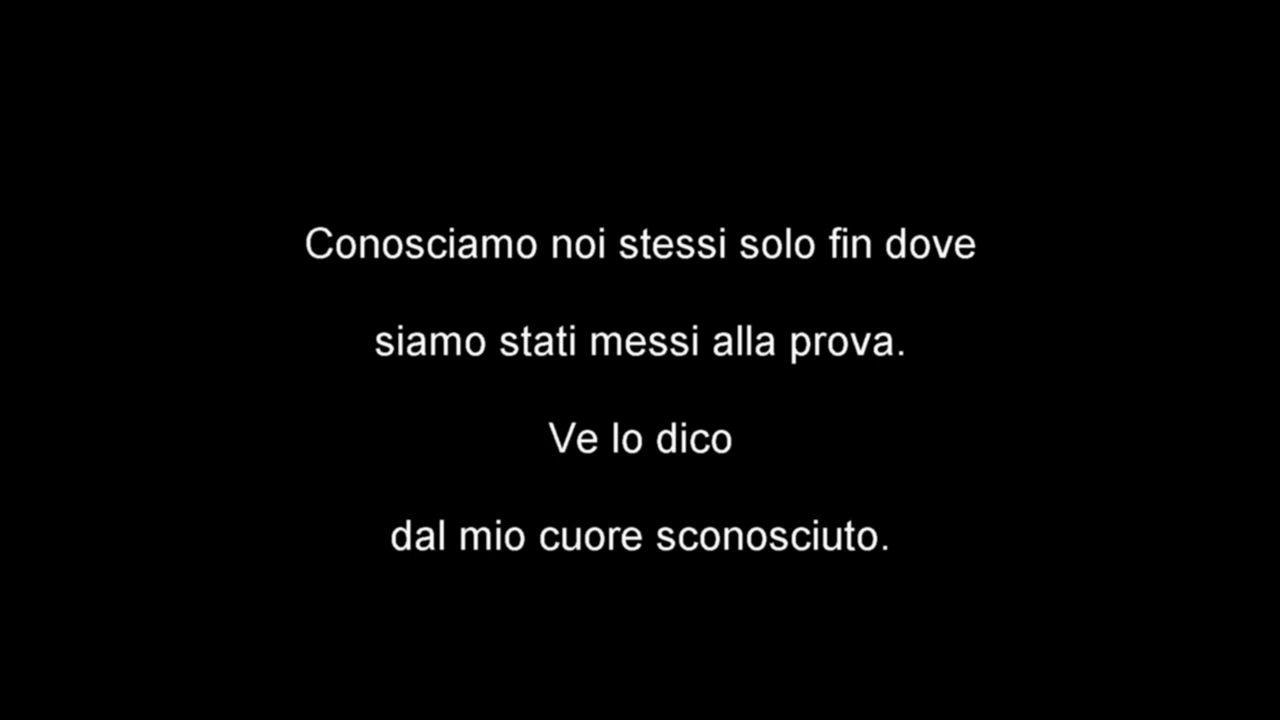 Conosciamo noi stessi solo fin dove
siamo stati messi alla prova.
Ve lo dico
dal mio cuore sconosciuto.